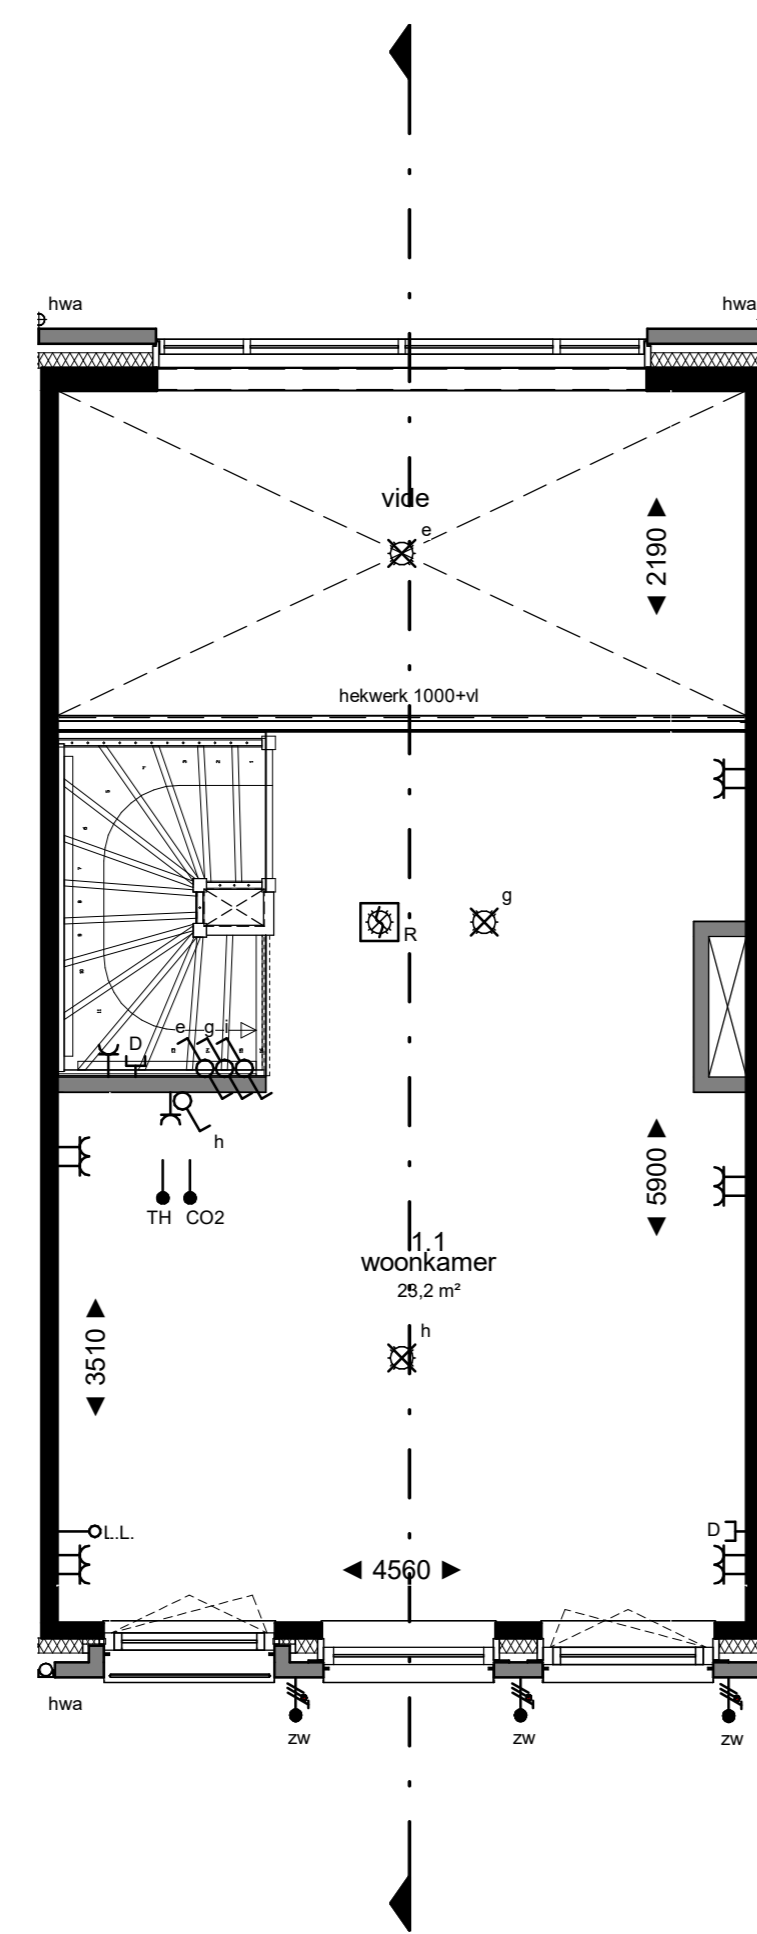 hwa
hwa
vide
e
2190
hekwerk 1000+vl
g
R
e g i
D
h
TH CO2
5900
1.1
woonkamer
23,2 m²
h
3510
L.L.
D
4560
hwa
zw
zw
zw